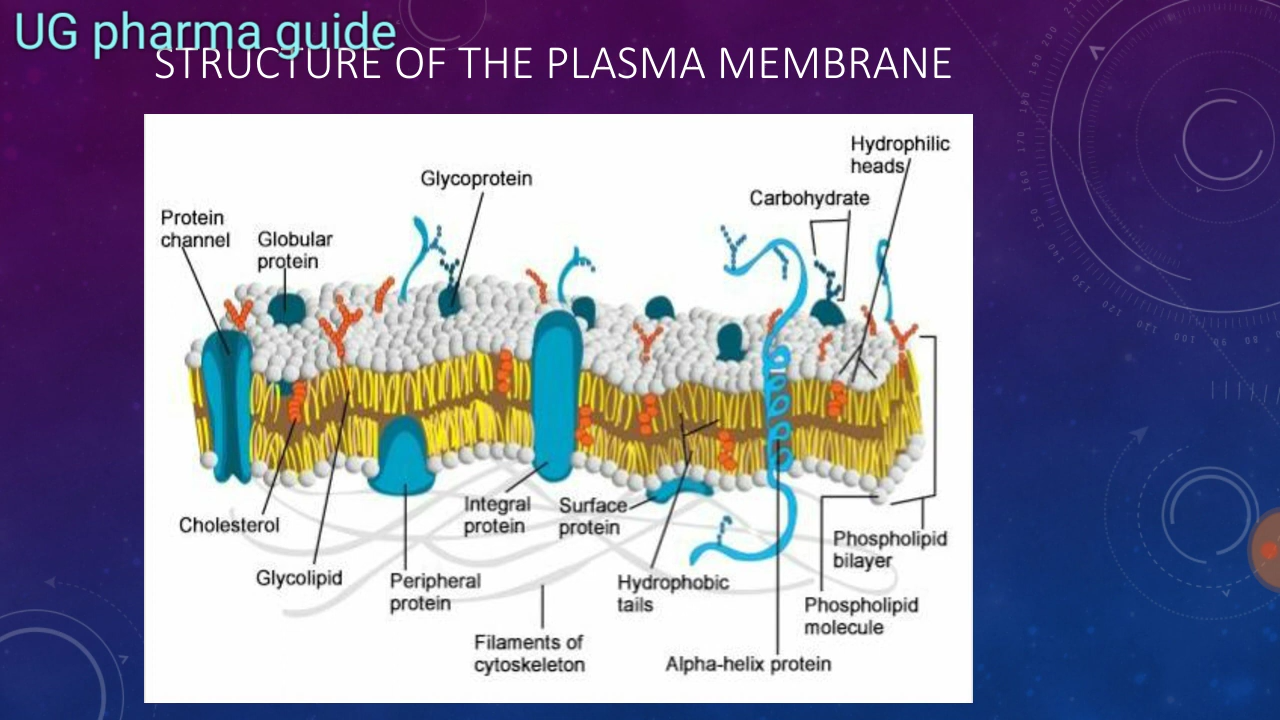 UG pharma guide
STRUCTURE OF THE PLASMA MEMBRANE
Hydrophilic
heads
Glycoprotein
Carbohydrate
Protein
channel
Globular
protein
Cholesterol
Integral
protein
Surface
protein
Phospholipid
bilayer
Glycolipid
Peripheral
protein
Hydrophobic
tails
Phospholipid
molecule
Filaments of
cytoskeleton
Alpha-helix protein